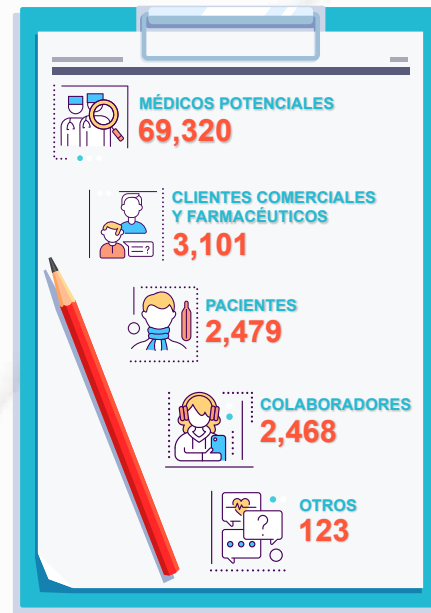 MÉDICOS POTENCIALES
69,320
CLIENTES COMERCIALES
Y FARMACÉUTICOS
3,101
PACIENTES
2,479
COLABORADORES
2,468
OTROS
123